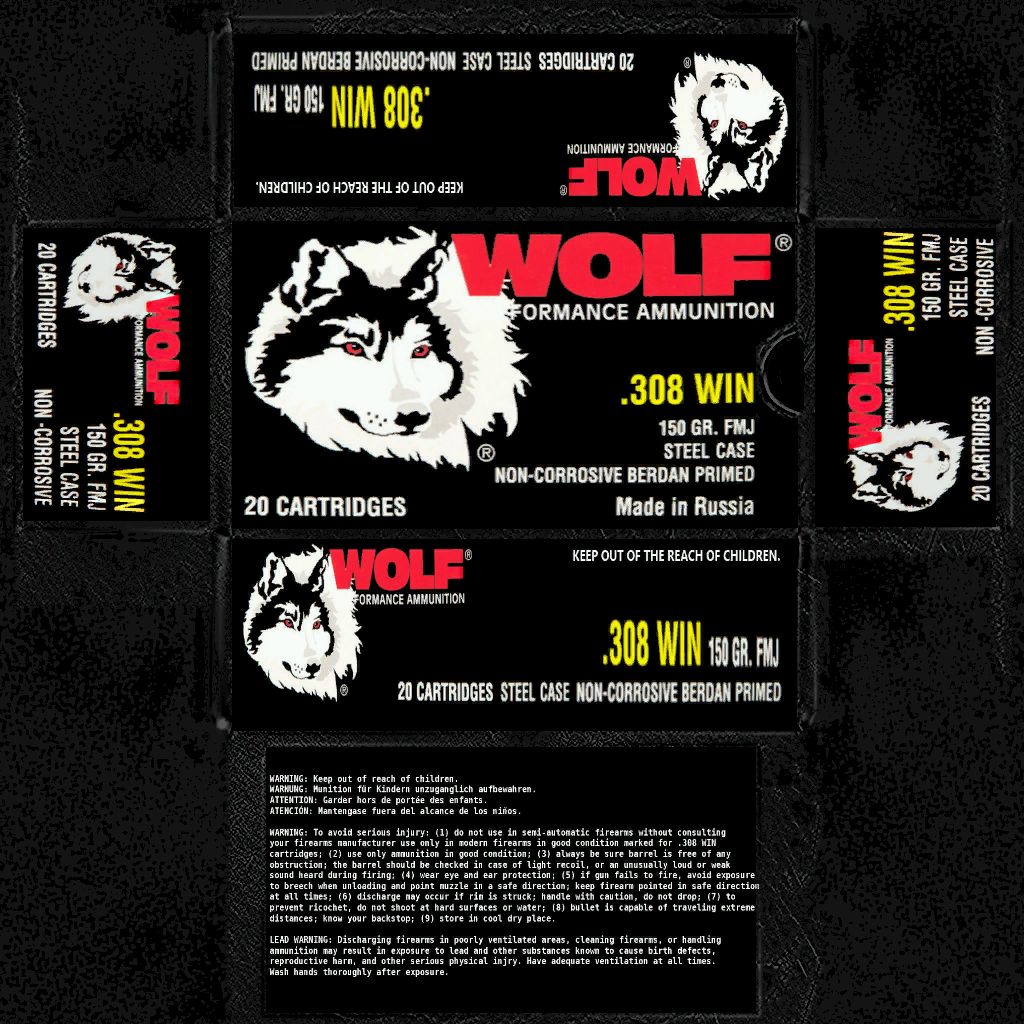 20 CARTRIDGES STEEL CASE NON-CORROSIVE BERDAN PRIMED
.308 WIN 150 GR. FMJ
KEEP OUT OF THE REACH OF CHILDREN.
WOLF®
FORMANCE AMMUNITION
®
20 CARTRIDGES
NON-CORROSIVE
WOLF
FORMANCE AMMUNITION
.308 WIN
150 GR. FMJ
STEEL CASE
WOLF®
FORMANCE AMMUNITION
.308 WIN
150 GR. FMJ
STEEL CASE
®
NON-CORROSIVE BERDAN PRIMED
20 CARTRIDGES
Made in Russia
.308 WIN
150 GR. FMJ
STEEL CASE
NON-CORROSIVE
WOLF
FORMANCE AMMUNITION
20 CARTRIDGES
WOLF®
FORMANCE AMMUNITION
®
KEEP OUT OF THE REACH OF CHILDREN.
.308 WIN 150 GR. FMJ
20 CARTRIDGES STEEL CASE NON-CORROSIVE BERDAN PRIMED
WARNING: Keep out of reach of children.
WARNUNG: Munition für Kindern unzuganglich aufbewahren.
ATTENTION: Garder hors de portée des enfants.
ATENCIÓN: Mantengase fuera del alcance de los niños.
WARNING: To avoid serious injury: (1) do not use in semi-automatic firearms without consulting
your firearms manufacturer use only in modern firearms in good condition marked for .308 WIN
cartridges; (2) use only ammunition in good condition; (3) always be sure barrel is free of any
obstruction; the barrel should be checked in case of light recoil, or an unusually loud or weak
sound heard during firing; (4) wear eye and ear protection; (5) if gun fails to fire, avoid exposure
to breech when unloading and point muzzle in a safe direction; keep firearm pointed in safe direction
at all times; (6) discharge may occur if rim is struck; handle with caution, do not drop; (7) to
prevent ricochet, do not shoot at hard surfaces or water; (8) bullet is capable of traveling extreme
distances; know your backstop; (9) store in cool dry place.
LEAD WARNING: Discharging firearms in poorly ventilated areas, cleaning firearms, or handling
ammunition may result in exposure to lead and other substances known to cause birth defects,
reproductive harm, and other serious physical injry. Have adequate ventilation at all times.
Wash hands thoroughly after exposure.